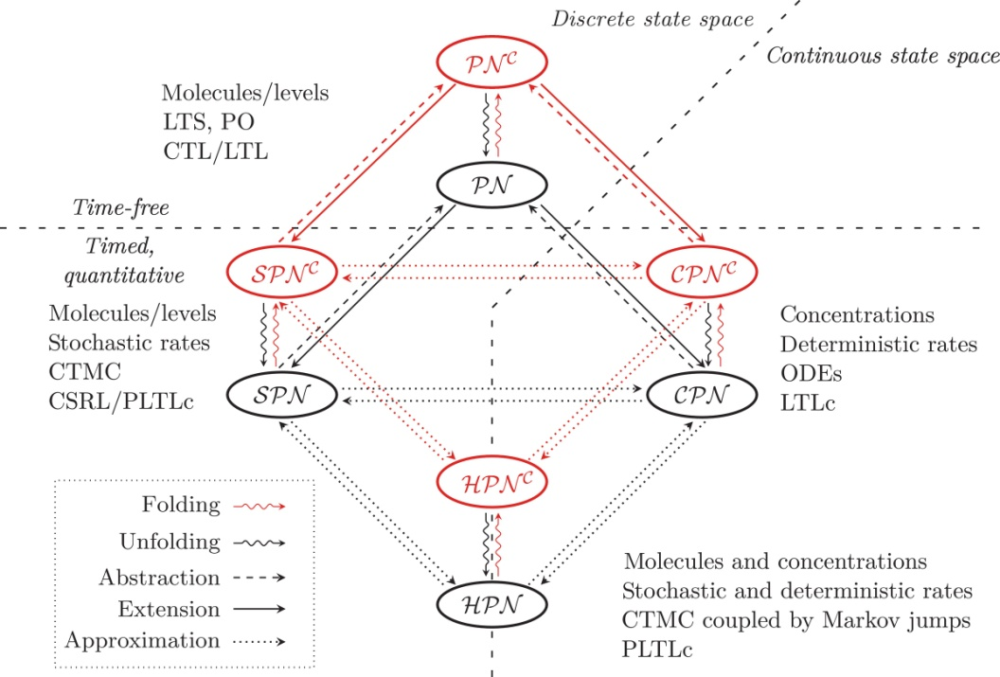 Discrete state space
Continuous state space
𝒫𝒩^𝒞
Molecules/levels
LTS, PO
CTL/LTL
𝒫𝒩
Time-free
Timed,
quantitative
𝒮𝒫𝒩^𝒞
𝒞𝒫𝒩^𝒞
Molecules/levels
Stochastic rates
CTMC
CSRL/PLTLc
Concentrations
Deterministic rates
ODEs
LTLc
𝒮𝒫𝒩
𝒞𝒫𝒩
ℋ𝒫𝒩^𝒞
Folding
Unfolding
Abstraction
Extension
Approximation
ℋ𝒫𝒩
Molecules and concentrations
Stochastic and deterministic rates
CTMC coupled by Markov jumps
PLTLc